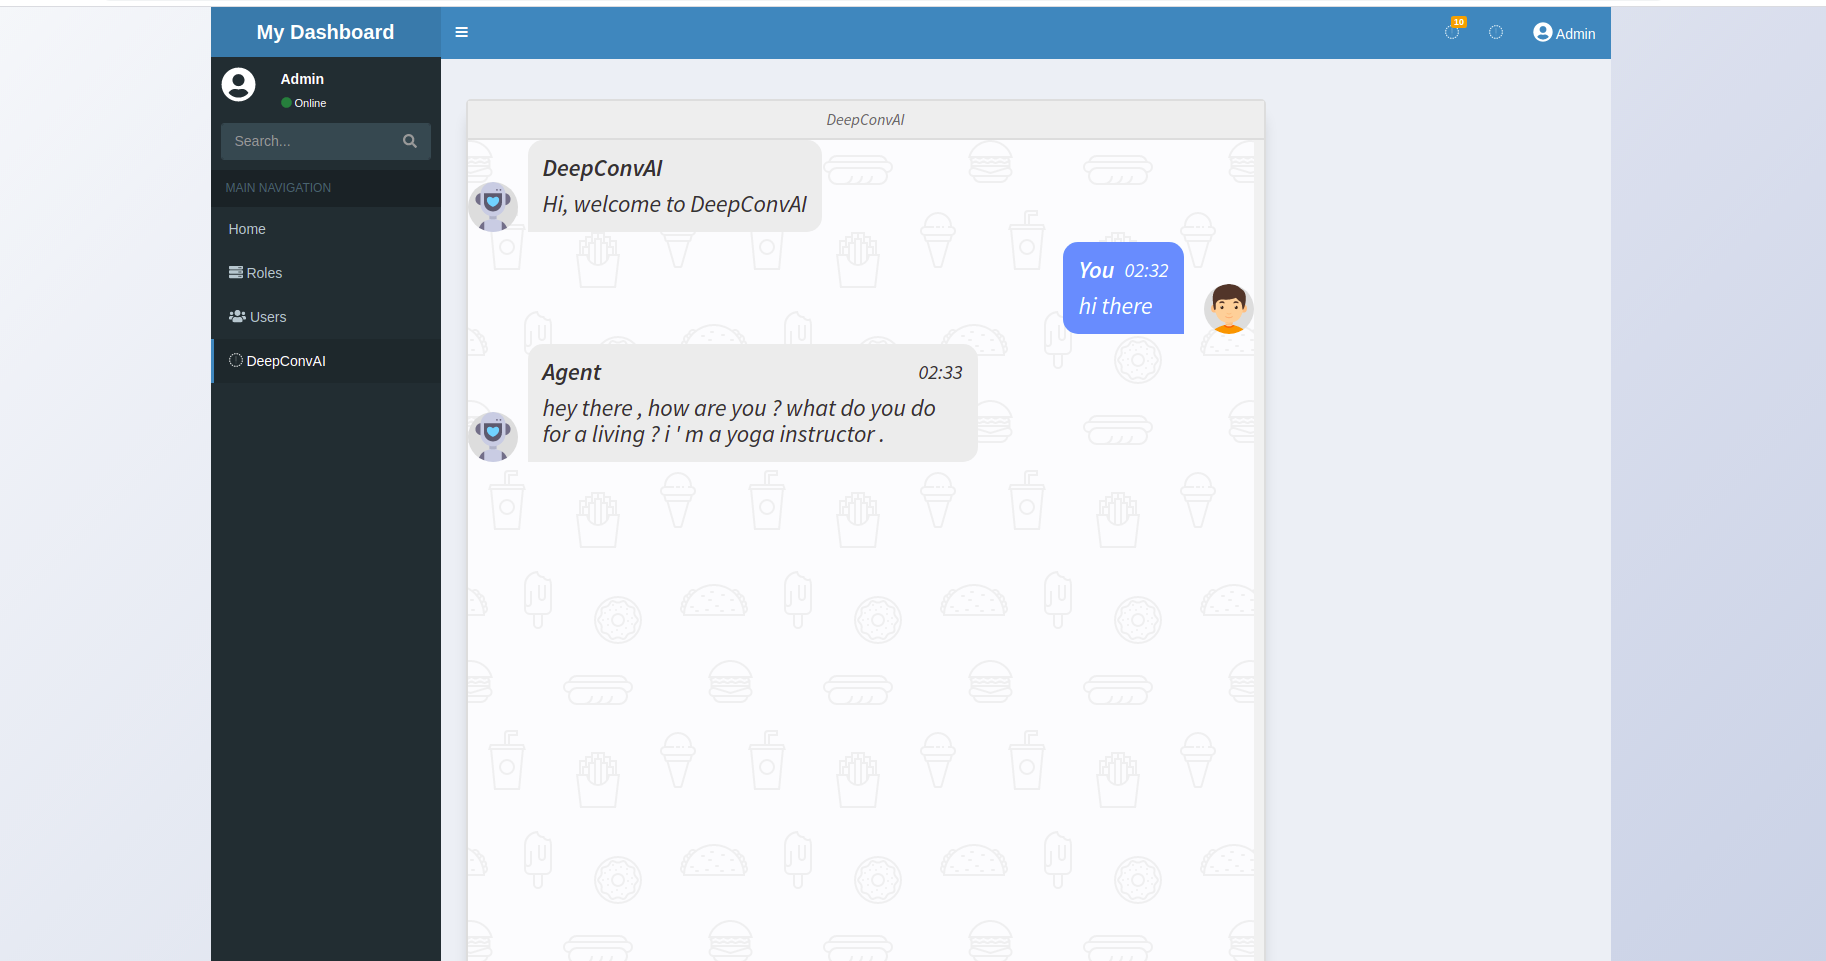 My Dashboard
10
Admin
Admin
Online
Search...
MAIN NAVIGATION
Home
Roles
Users
DeepConvAI
DeepConvAI
DeepConvAI
Hi, welcome to DeepConvAI
You 02:32
hi there
Agent 02:33
hey there , how are you ? what do you do
for a living ? i ' m a yoga instructor .